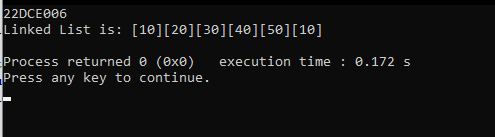 22DCE006
Linked List is: [10][20][30][40][50][10]
Process returned 0 (0x0)   execution time : 0.172 s
Press any key to continue.